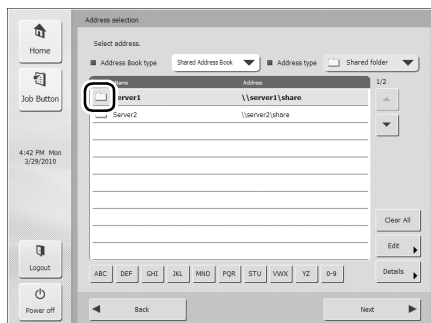 Address selection
Home
Select address.
Address Book type
Shared Address Book
Address type
Shared folder
Name
Address
1/2
Job Button
erver1
\\server1\share
Server2
\\server2\share
4:42 PM Mon
3/29/2010
Clear All
Edit
Logout
ABC DEF GHI JKL MNO PQR STU VWX YZ 0-9
Details
Power off
Back
Next